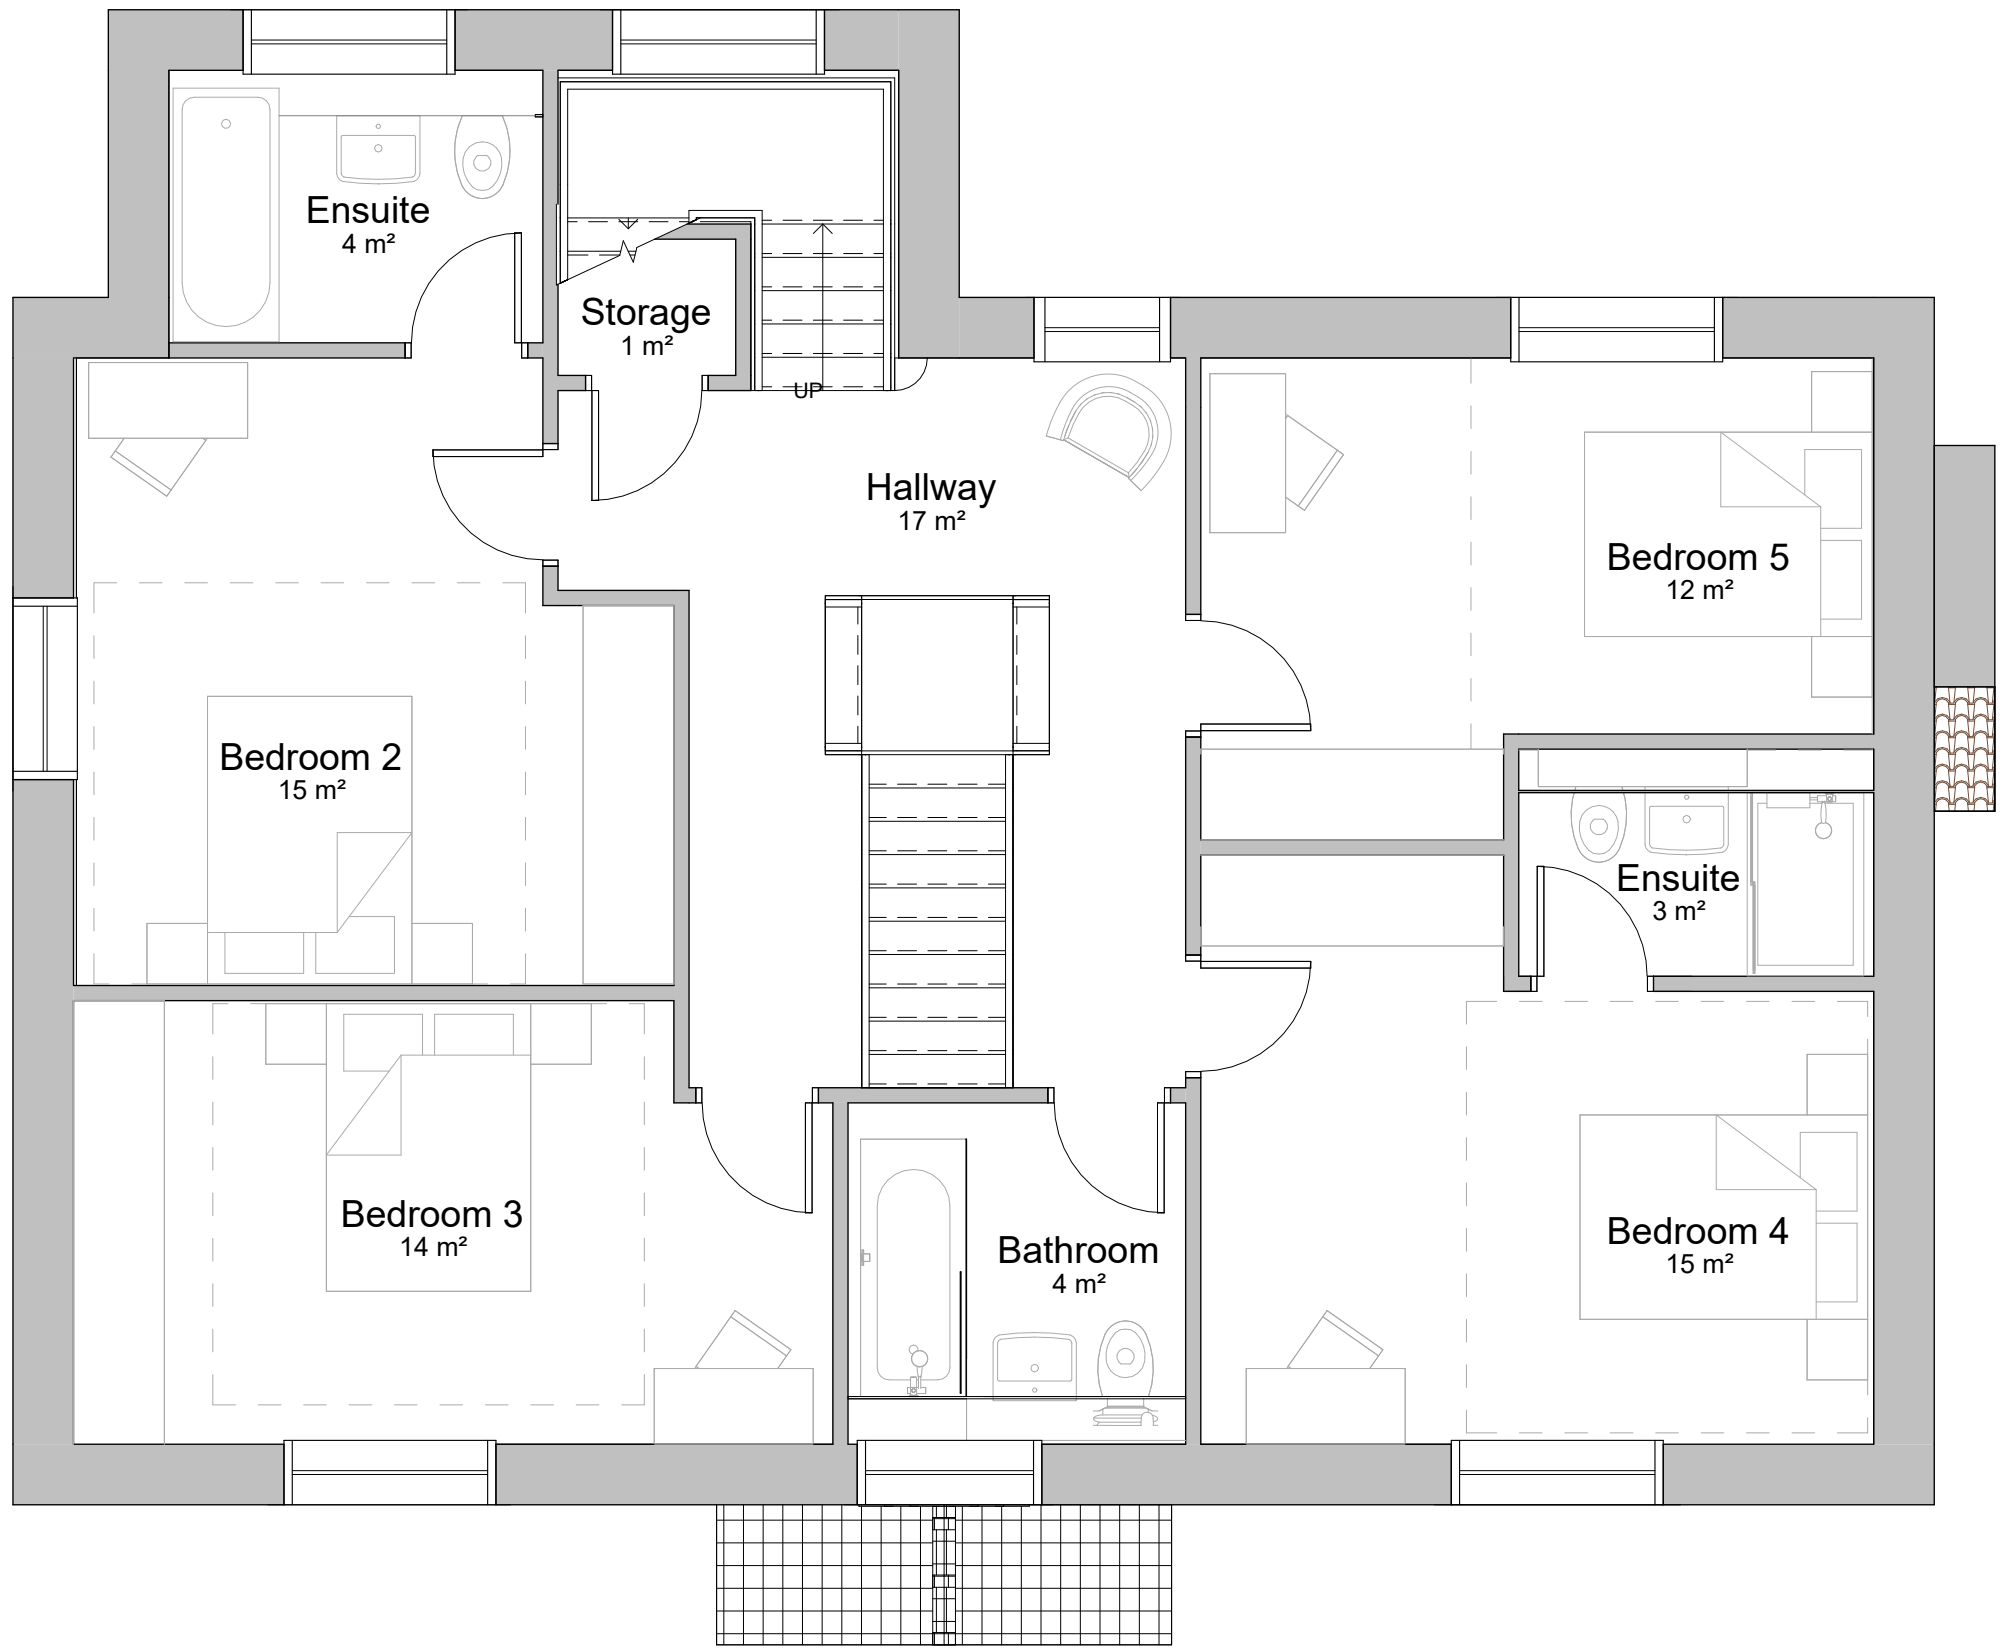 Ensuite
4 m²
Storage
1 m²
UP
Hallway
17 m²
Bedroom 5
12 m²
Bedroom 2
15 m²
Ensuite
3 m²
Bedroom 3
14 m²
Bathroom
4 m²
Bedroom 4
15 m²